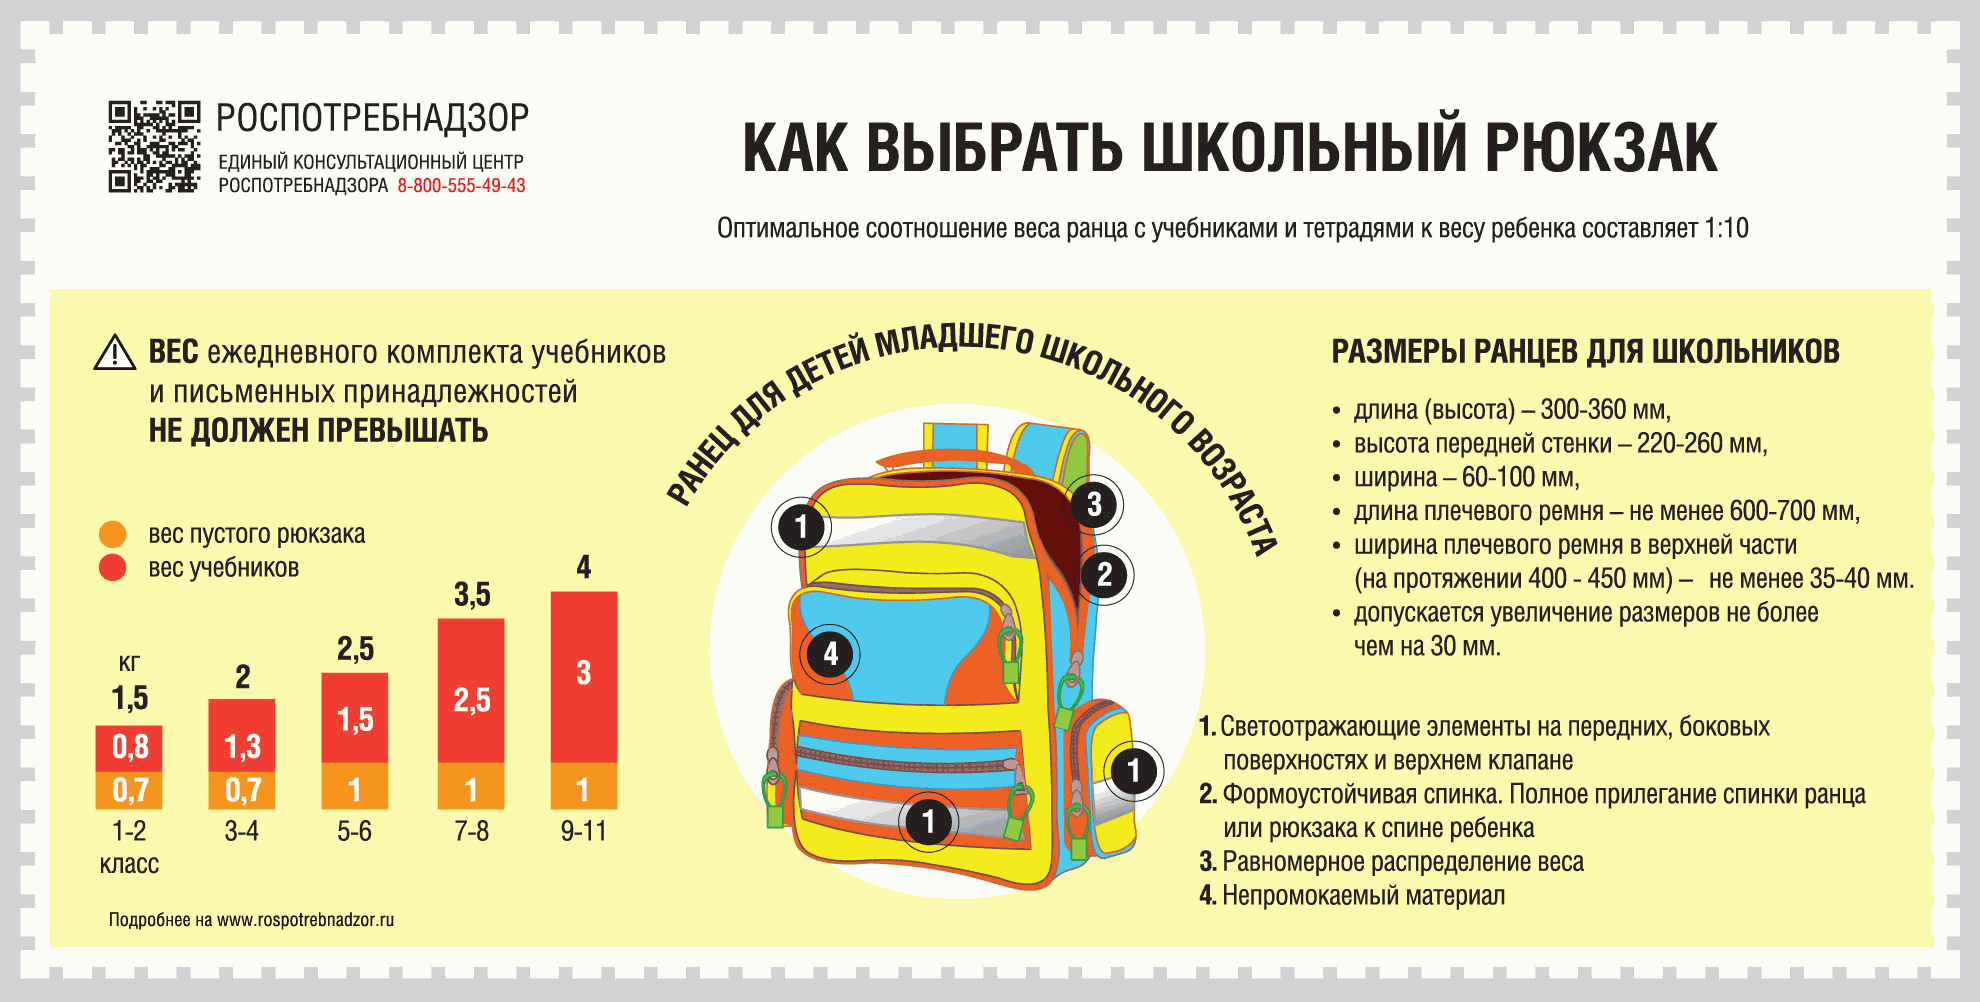 РОСПОТРЕБНАДЗОР
ЕДИНЫЙ КОНСУЛЬТАЦИОННЫЙ ЦЕНТР
РОСПОТРЕБНАДЗОРА 8-800-555-49-43
КАК ВЫБРАТЬ ШКОЛЬНЫЙ РЮКЗАК
Оптимальное соотношение веса ранца с учебниками и тетрадями к весу ребенка составляет 1:10
ВЕС ежедневного комплекта учебников
и письменных принадлежностей
НЕ ДОЛЖЕН ПРЕВЫШАТЬ
вес пустого рюкзака
вес учебников
кг
1,5
2
2,5
3,5
4
0,8
1,3
1,5
2,5
3
0,7
0,7
1
1
1
1-2
3-4
5-6
7-8
9-11
класс
Подробнее на www.rospotrebnadzor.ru
РАНЕЦ ДЛЯ ДЕТЕЙ МЛАДШЕГО ШКОЛЬНОГО ВОЗРАСТА
1
3
2
4
1
1
РАЗМЕРЫ РАНЦЕВ ДЛЯ ШКОЛЬНИКОВ
• длина (высота) – 300-360 мм,
• высота передней стенки – 220-260 мм,
• ширина – 60-100 мм,
• длина плечевого ремня – не менее 600-700 мм,
• ширина плечевого ремня в верхней части
(на протяжении 400 - 450 мм) – не менее 35-40 мм.
• допускается увеличение размеров не более
чем на 30 мм.
1. Светоотражающие элементы на передних, боковых
поверхностях и верхнем клапане
2. Формоустойчивая спинка. Полное прилегание спинки ранца
или рюкзака к спине ребенка
3. Равномерное распределение веса
4. Непромокаемый материал